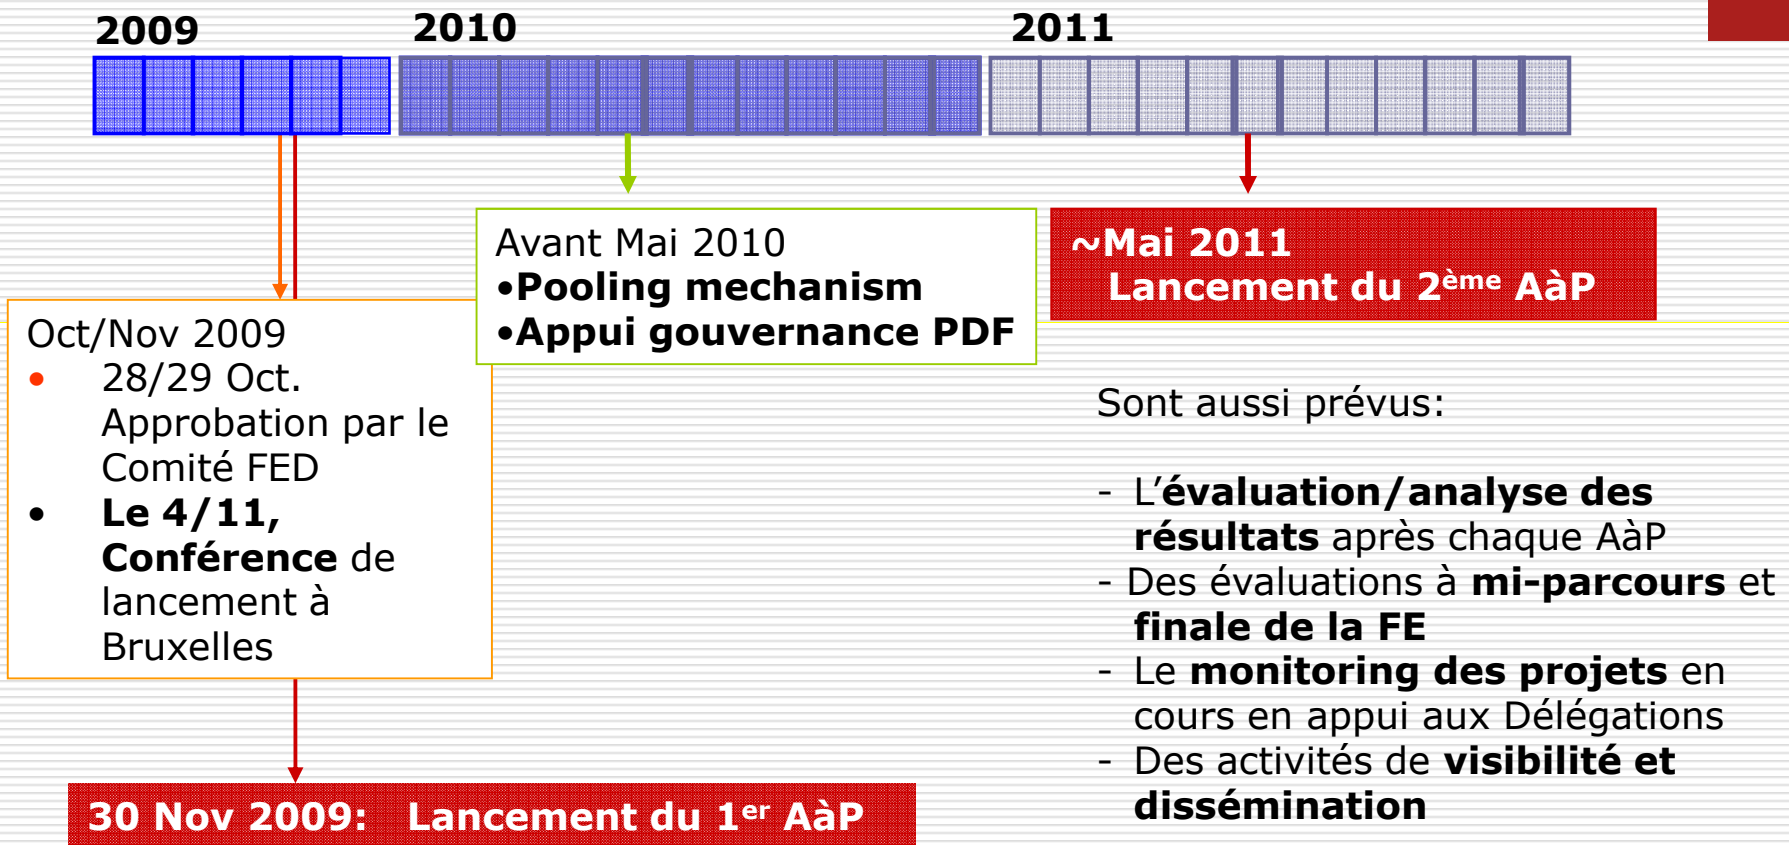 2009
2010
2011
Avant Mai 2010
•Pooling mechanism
•Appui gouvernance PDF
~Mai 2011
Lancement du 2ème AàP
Oct/Nov 2009
• 28/29 Oct.
Approbation par le
Comité FED
• Le 4/11,
Conférence de
lancement à
Bruxelles
30 Nov 2009: Lancement du 1er AàP
Sont aussi prévus:
- L’évaluation/analyse des
résultats après chaque AàP
- Des évaluations à mi-parcours et
finale de la FE
- Le monitoring des projets en
cours en appui aux Délégations
- Des activités de visibilité et
dissémination